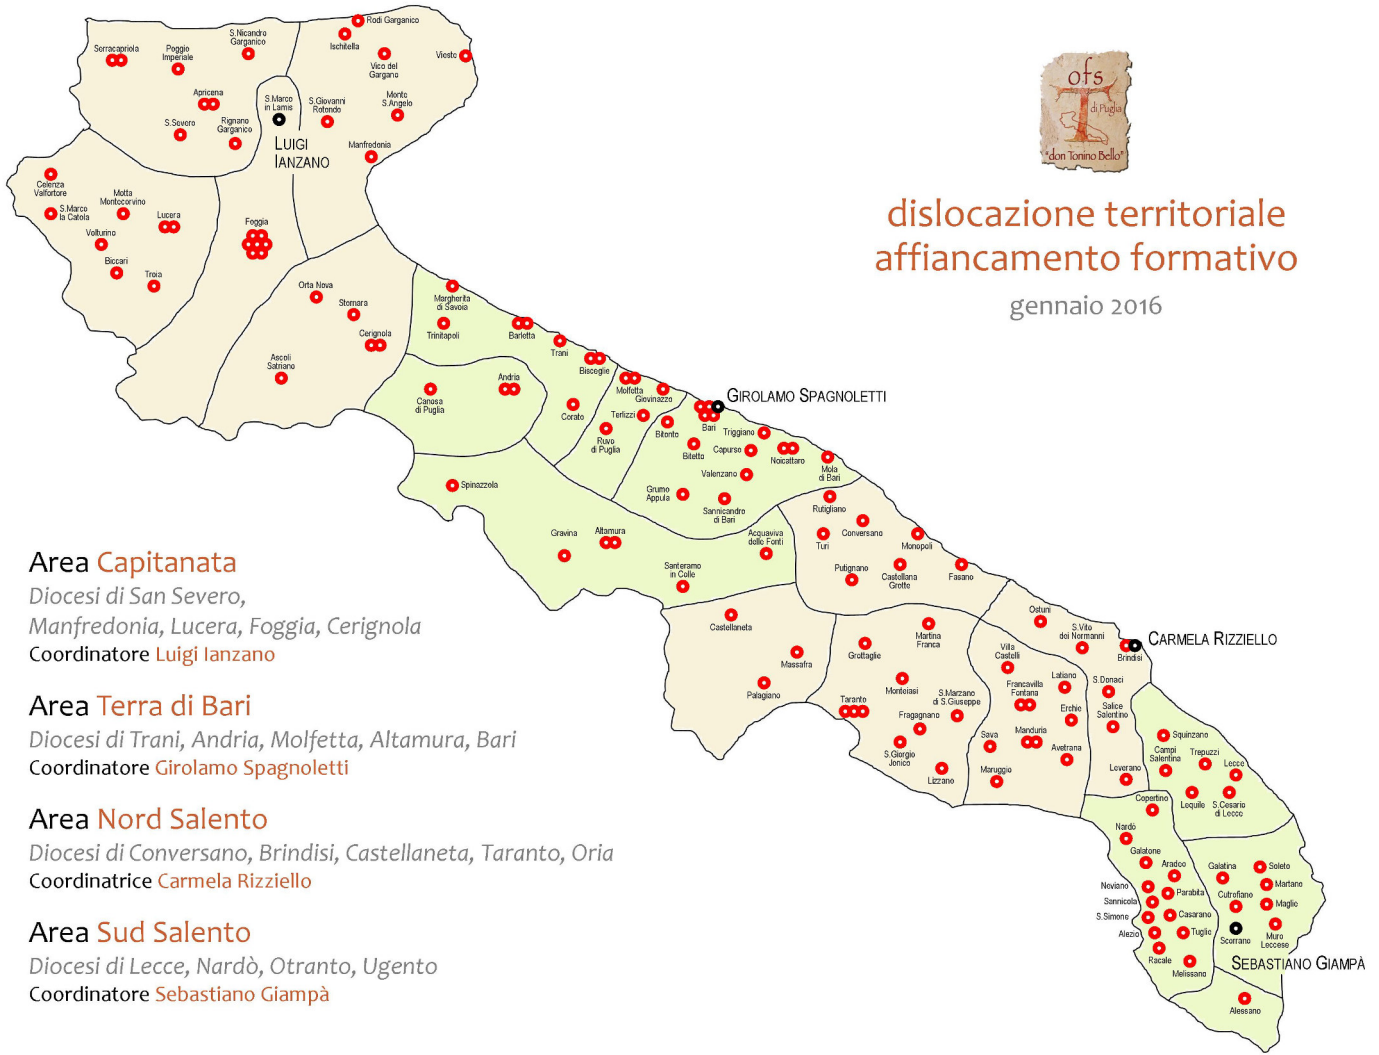 Rodi Garganico
Ischitella
S.Nicandro
Garganico
Serracapriola
Poggio
Imperiale
Vico del
Gargano
Vieste
Apricena
S.Marco
in Lamis
S.Giovanni
Rotondo
Monte
S.Angelo
S.Severo
Rignano
Garganico
LUIGI
IANZANO
Manfredonia
Celenza
Valfortore
S.Marco
la Catola
Motta
Montecorvino
Lucera
Volturino
Biccari
Troia
Foggia
Orta Nova
Stornara
Cerignola
Ascoli
Satriano
ofs
di Puglia
"don Tonino Bello"
dislocazione territoriale
affiancamento formativo
gennaio 2016
Margherita
di Savoia
Trinitapoli
Barletta
Trani
Bisceglie
Andria
Canosa
di Puglia
Corato
Molfetta
Giovinazzo
Terlizzi
Ruvo
di Puglia
Bitonto
Bari
GIROLAMO SPAGNOLETTI
Bitetto
Triggiano
Capurso
Noicattaro
Mola
di Bari
Valenzano
Grumo
Appula
Sannicandro
di Bari
Spinazzola
Gravina
Altamura
Acquaviva
delle Fonti
Santeramo
in Colle
Rutigliano
Conversano
Turi
Monopoli
Putignano
Castellana
Grotte
Fasano
Castellaneta
Massafra
Palagiano
Grottaglie
Martina
Franca
Monteiasi
Taranto
S.Marzano
di S.Giuseppe
Fragagnano
S.Giorgio
Jonico
Lizzano
Ostuni
S.Vito
dei Normanni
Brindisi
CARMELA RIZZIELLO
Villa
Castelli
Francavilla
Fontana
Latiano
Erchie
S.Donaci
Salice
Salentino
Sava
Manduria
Avetrana
Maruggio
Leverano
Squinzano
Campi
Salentina
Trepuzzi
Lecce
Lequile
S.Cesario
di Lecce
Copertino
Nardò
Galatone
Aradeo
Neviano
Parabita
Sannicola
S.Simone
Casarano
Alezio
Tuglie
Racale
Melissano
Galatina
Soleto
Martano
Cutrofiano
Maglie
Scorrano
Muro
Leccese
SEBASTIANO GIAMPÀ
Alessano
Area Capitanata
Diocesi di San Severo,
Manfredonia, Lucera, Foggia, Cerignola
Coordinatore Luigi Ianzano
Area Terra di Bari
Diocesi di Trani, Andria, Molfetta, Altamura, Bari
Coordinatore Girolamo Spagnoletti
Area Nord Salento
Diocesi di Conversano, Brindisi, Castellaneta, Taranto, Oria
Coordinatrice Carmela Rizziello
Area Sud Salento
Diocesi di Lecce, Nardò, Otranto, Ugento
Coordinatore Sebastiano Giampà